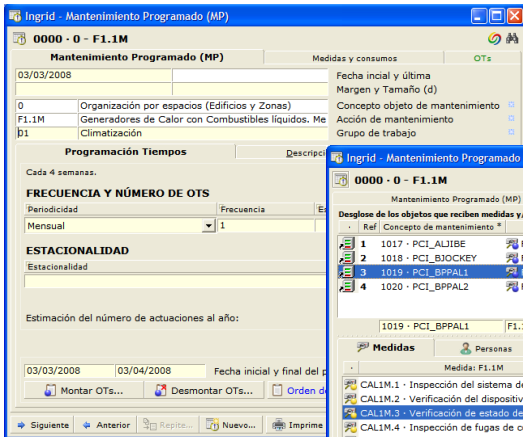 Ingrid - Mantenimiento Programado (MP)
0000 · 0 - F1.1M
Mantenimiento Programado (MP)
Medidas y consumos
OTs
03/03/2008
Fecha incial y última
Margen y Tamaño (d)
0 Organización por espacios (Edificios y Zonas)
Concepto objeto de mantenimiento
F1.1M Generadores de Calor con Combustibles líquidos. Me
Acción de mantenimiento
01 Climatización
Grupo de trabajo
Programación Tiempos
Descripci
Cada 4 semanas.
FRECUENCIA Y NÚMERO DE OTS
Periodicidad
Frecuencia
Es
Mensual
1
ESTACIONALIDAD
Estacionalidad
Estimación del número de actuaciones al año:
03/03/2008
03/04/2008
Fecha inicial y final del p
Montar OTs...
Desmontar OTs...
Orden de
Siguiente
Anterior
Repite...
Nuevo...
Imprime
Ingrid - Mantenimiento Programado
0000 · 0 - F1.1M
Mantenimiento Programado (MP)
Desglose de los objetos que reciben medidas y/
· Ref Concepto de mantenimiento *
1 1017 · PCI_ALJIBE
2 1018 · PCI_BJOCKEY
3 1019 · PCI_BPPAL1
4 1020 · PCI_BPPAL2
1019 · PCI_BPPAL1
F1.
Medidas
Personas
· Medida: F1.1M
CAL1M.1 · Inspección del sistema de
CAL1M.2 · Verificación del dispositiv
CAL1M.3 · Verificación de estado de
CAL1M.4 · Inspección de fugas de c